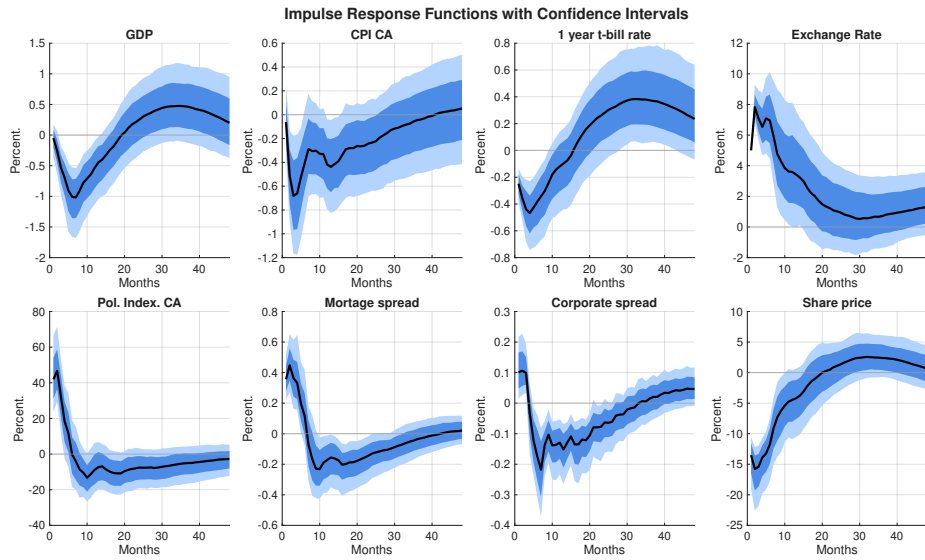 Impulse Response Functions with Confidence Intervals
GDP
1.5
1
0.5
0
-0.5
-1
-1.5
-2
Percent.
0 10 20 30 40
Months
CPI CA
0.6
0.4
0.2
0
-0.2
-0.4
-0.6
-0.8
-1
-1.2
Percent.
0 10 20 30 40
Months
1 year t-bill rate
0.8
0.6
0.4
0.2
0
-0.2
-0.4
-0.6
-0.8
Percent.
0 10 20 30 40
Months
Exchange Rate
12
10
8
6
4
2
0
-2
Percent.
0 10 20 30 40
Months
Pol. Index. CA
80
60
40
20
0
-20
-40
Percent.
0 10 20 30 40
Months
Mortage spread
0.8
0.6
0.4
0.2
0
-0.2
-0.4
-0.6
Percent.
0 10 20 30 40
Months
Corporate spread
0.3
0.2
0.1
0
-0.1
-0.2
-0.3
-0.4
Percent.
0 10 20 30 40
Months
Share price
10
5
0
-5
-10
-15
-20
-25
Percent.
0 10 20 30 40
Months